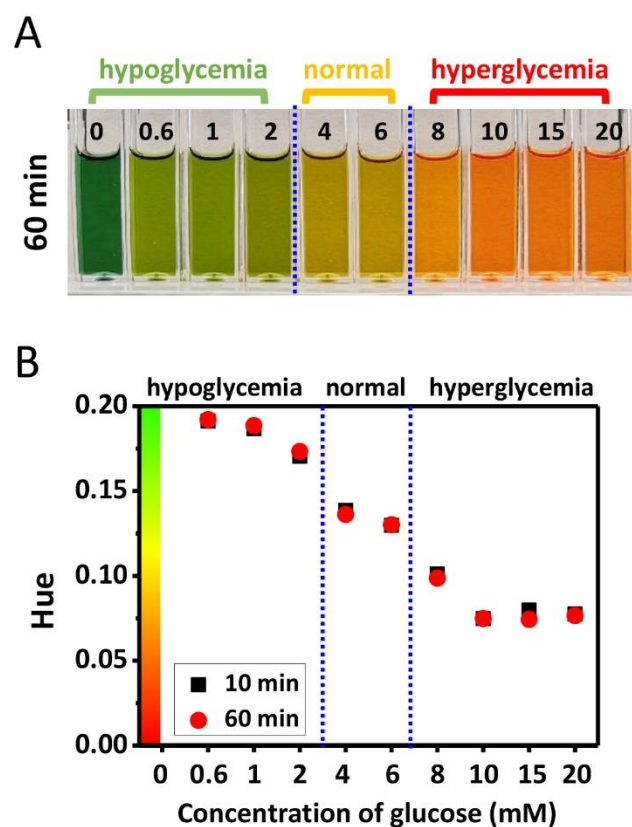 A
hypoglycemia normal hyperglycemia
0 0.6 1 2 4 6 8 10 15 20
60 min
B
hypoglycemia normal hyperglycemia
0.20
0.15
0.10
0.05
0.00
Hue
10 min
60 min
0 0.6 1 2 4 6 8 10 15 20
Concentration of glucose (mM)